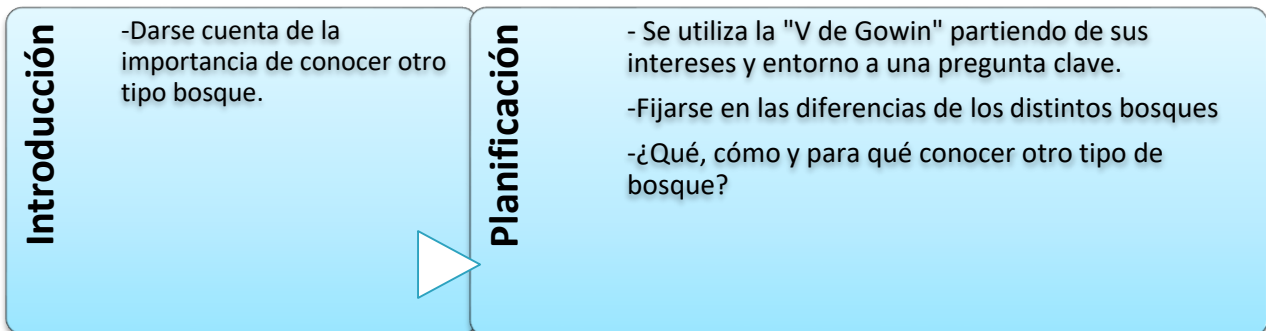 Introducción
-Darse cuenta de la
importancia de conocer otro
tipo bosque.
Planificación
- Se utiliza la "V de Gowin" partiendo de sus
intereses y entorno a una pregunta clave.
-Fijarse en las diferencias de los distintos bosques
-¿Qué, cómo y para qué conocer otro tipo de
bosque?